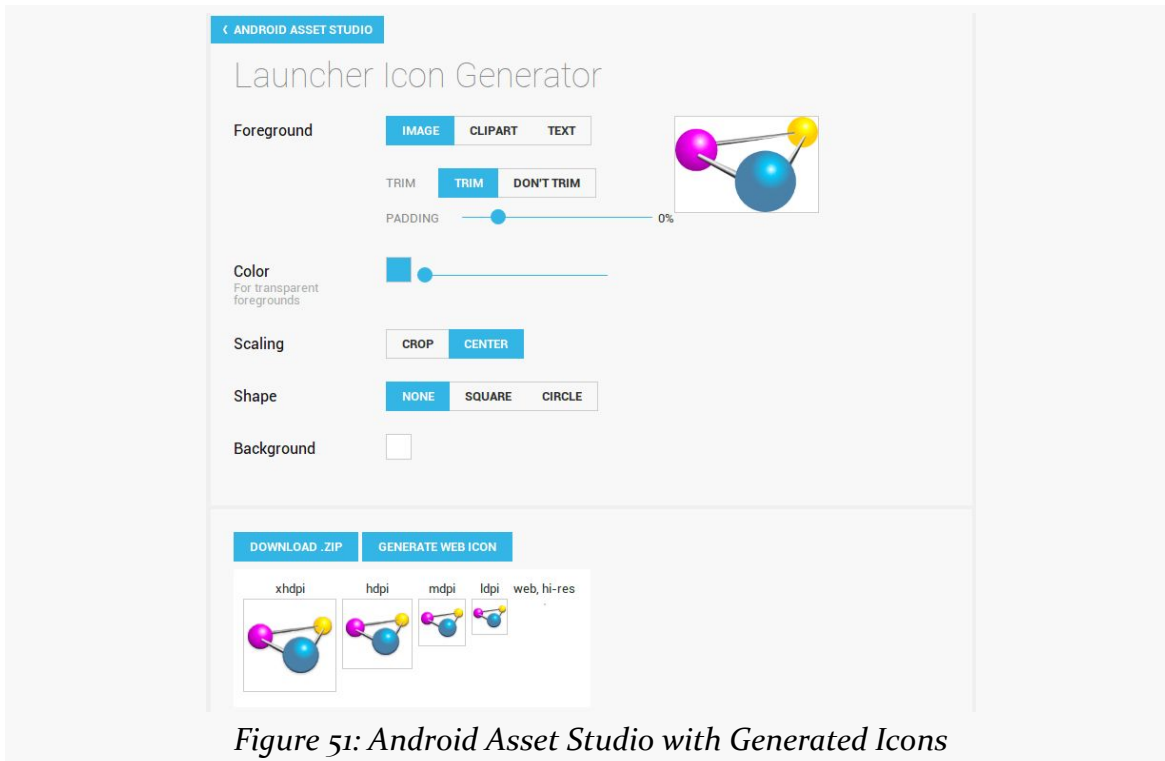 ‹ ANDROID ASSET STUDIO
Launcher Icon Generator
Foreground
IMAGE CLIPART TEXT
TRIM TRIM DON'T TRIM
PADDING 0%
Color
For transparent
foregrounds
Scaling
CROP CENTER
Shape
NONE SQUARE CIRCLE
Background
DOWNLOAD .ZIP GENERATE WEB ICON
xhdpi hdpi mdpi ldpi web, hi-res
Figure 51: Android Asset Studio with Generated Icons